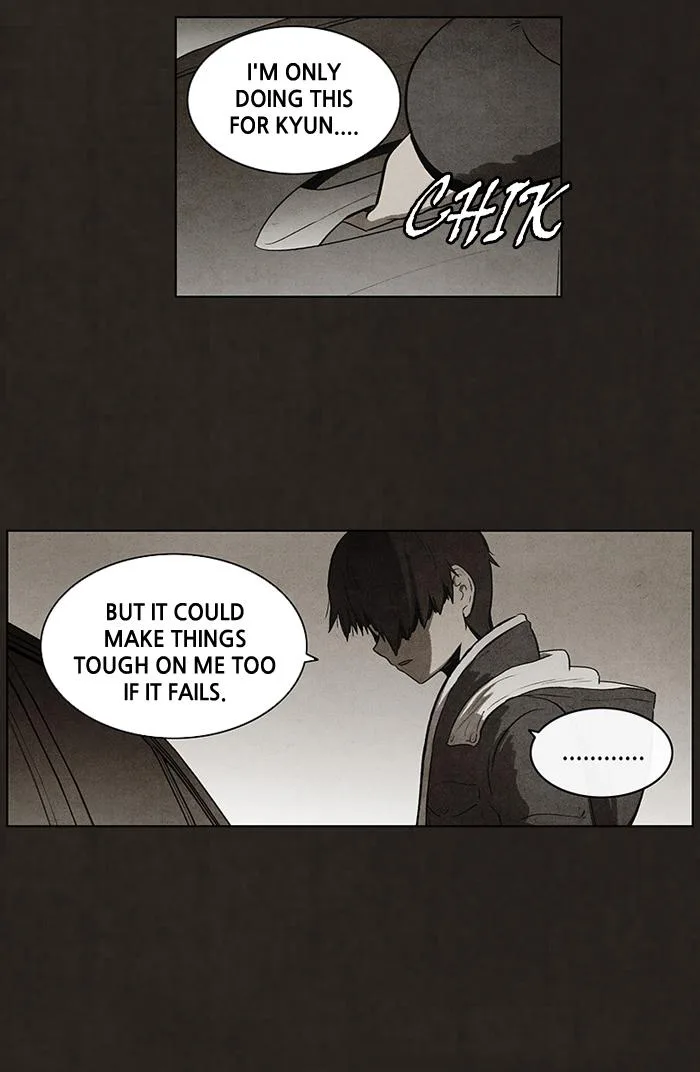 I'M ONLY
DOING THIS
FOR KYUN....
CHIK
BUT IT COULD
MAKE THINGS
TOUGH ON ME TOO
IF IT FAILS.
............